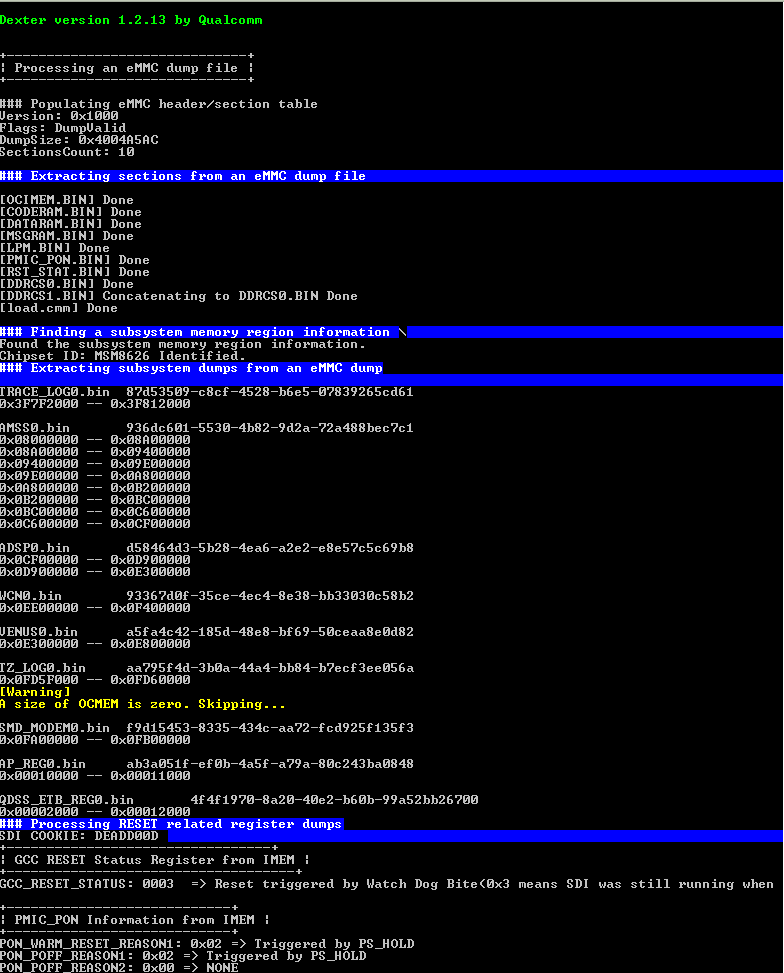 Dexter version 1.2.13 by Qualcomm
+------------------------------+
| Processing an eMMC dump file |
+------------------------------+
### Populating eMMC header/section table
Version: 0x1000
Flags: DumpValid
DumpSize: 0x4004A5AC
SectionsCount: 10
### Extracting sections from an eMMC dump file
[OCIMEM.BIN] Done
[CODERAM.BIN] Done
[DATARAM.BIN] Done
[MSGRAM.BIN] Done
[LPM.BIN] Done
[PMIC_PON.BIN] Done
[RST_STAT.BIN] Done
[DDRCS0.BIN] Done
[DDRCS1.BIN] Concatenating to DDRCS0.BIN Done
[load.cmm] Done
### Finding a subsystem memory region information \
Found the subsystem memory region information.
Chipset ID: MSM8626 Identified.
### Extracting subsystem dumps from an eMMC dump
TRACE_LOG0.bin 87d53509-c8cf-4528-b6e5-07839265cd61
0x3F7F2000 -- 0x3F812000
AMSS0.bin 936dc601-5530-4b82-9d2a-72a488bec7c1
0x08000000 -- 0x08A00000
0x08A00000 -- 0x09400000
0x09400000 -- 0x09E00000
0x09E00000 -- 0x0A800000
0x0A800000 -- 0x0B200000
0x0B200000 -- 0x0BC00000
0x0BC00000 -- 0x0C600000
0x0C600000 -- 0x0CF00000
ADSP0.bin d58464d3-5b28-4ea6-a2e2-e8e57c5c69b8
0x0CF00000 -- 0x0D900000
0x0D900000 -- 0x0E300000
WCN0.bin 93367d0f-35ce-4ec4-8e38-bb33030c58b2
0x0EE00000 -- 0x0F400000
VENUS0.bin a5fa4c42-185d-48e8-bf69-50ceaa8e0d82
0x0E300000 -- 0x0E800000
TZ_LOG0.bin aa795f4d-3b0a-44a4-bb84-b7ecf3ee056a
0x0FD5F000 -- 0x0FD60000
[Warning]
A size of OCMEM is zero. Skipping...
SMD_MODEM0.bin f9d15453-8335-434c-aa72-fcd925f135f3
0x0FA00000 -- 0x0FB00000
AP_REG0.bin ab3a051f-ef0b-4a5f-a79a-80c243ba0848
0x00010000 -- 0x00011000
QDSS_ETB_REG0.bin 4f4f1970-8a20-40e2-b60b-99a52bb26700
0x00002000 -- 0x00012000
### Processing RESET related register dumps
SDI COOKIE: DEADD00D
+---------------------------------+
| GCC RESET Status Register from IMEM |
+------------------------------------+
GCC_RESET_STATUS: 0003 => Reset triggered by Watch Dog Bite(0x3 means SDI was still running when
+----------------------------+
| PMIC_PON Information from IMEM |
+----------------------------+
PON_WARM_RESET_REASON1: 0x02 => Triggered by PS_HOLD
PON_POFF_REASON1: 0x02 => Triggered by PS_HOLD
PON_POFF_REASON2: 0x00 => NONE